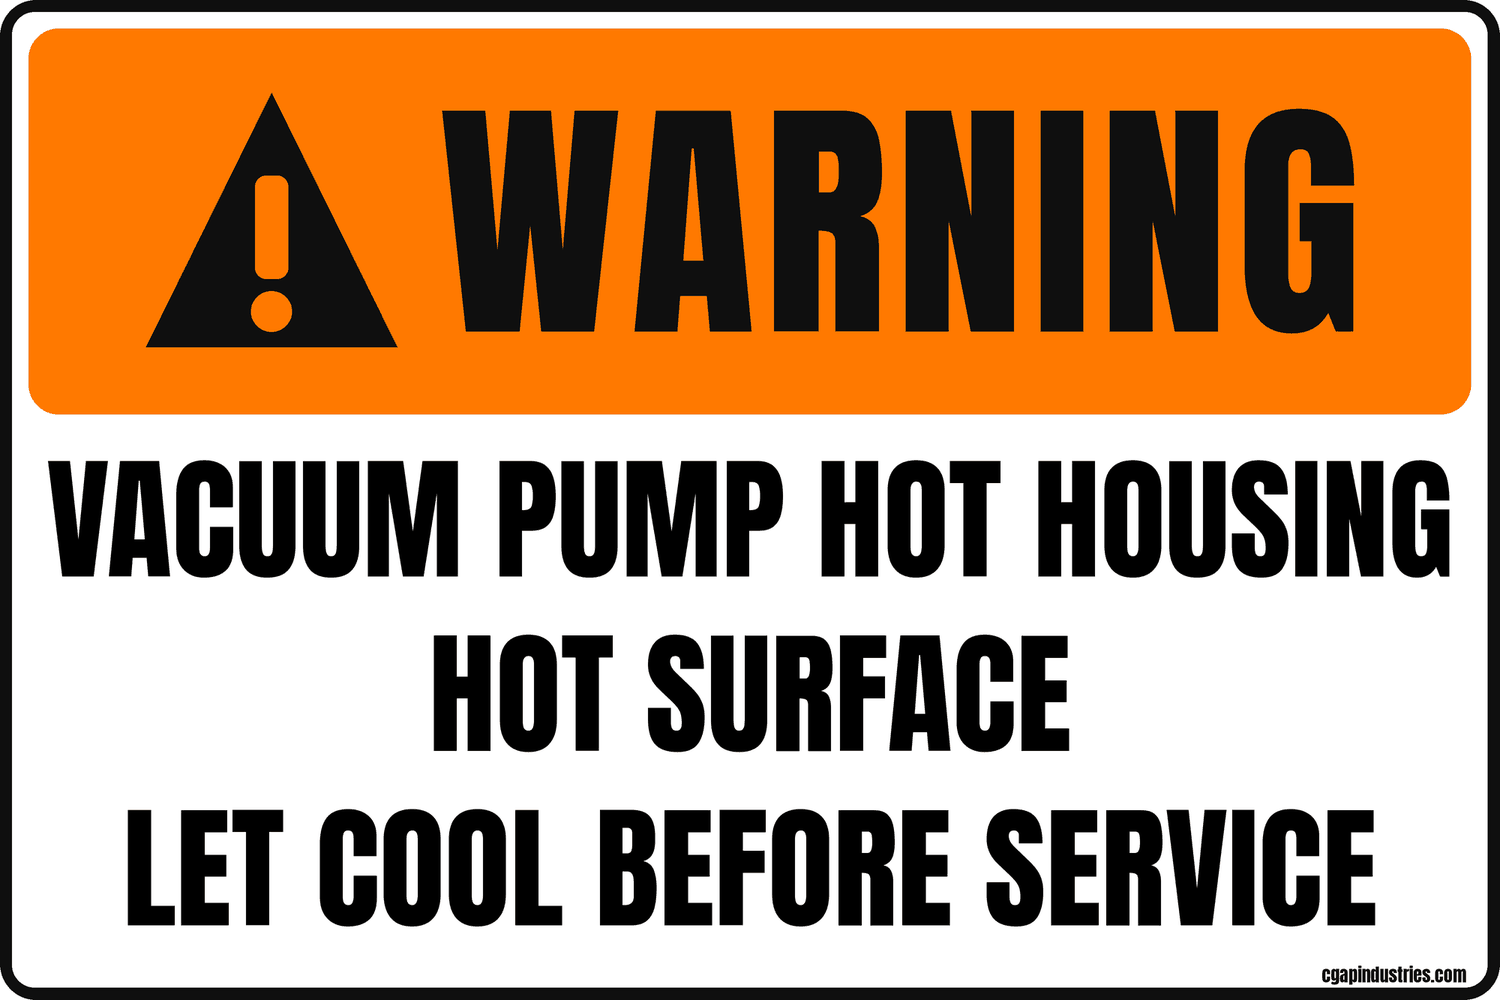 WARNING
VACUUM PUMP HOT HOUSING
HOT SURFACE
LET COOL BEFORE SERVICE
cgapindustries.com